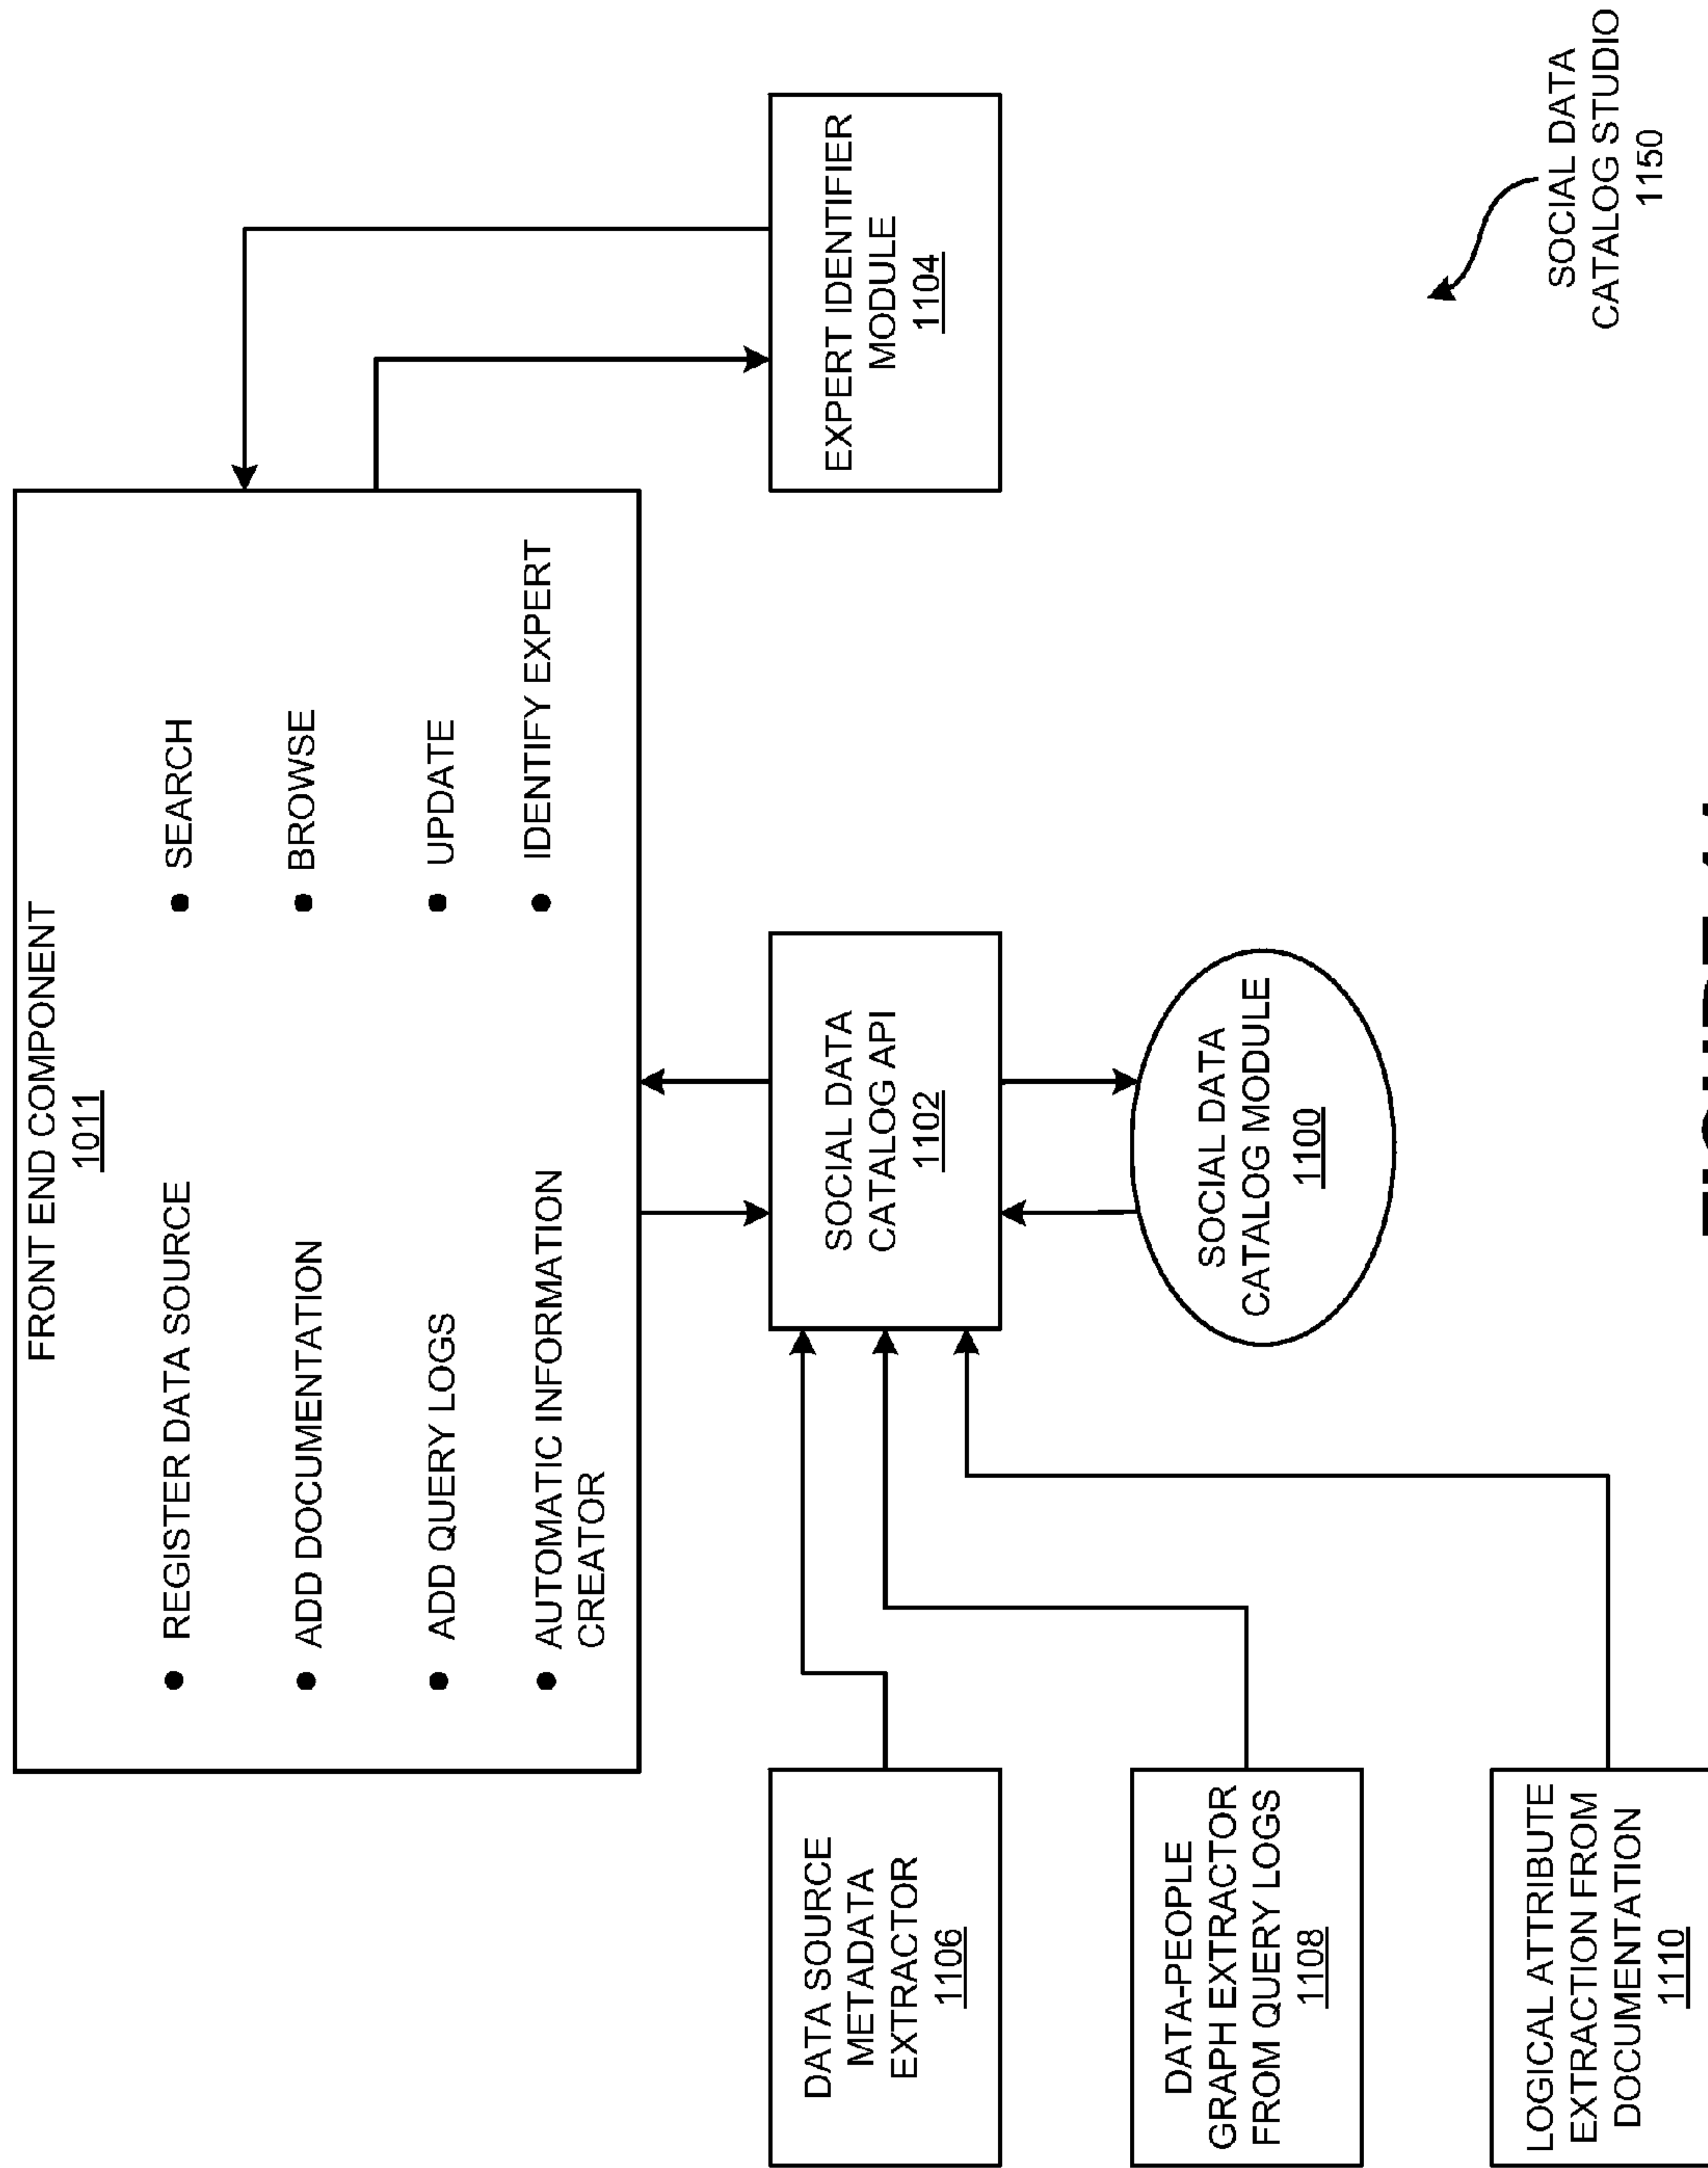 FRONT END COMPONENT
1011
• REGISTER DATA SOURCE
• ADD DOCUMENTATION
• ADD QUERY LOGS
• AUTOMATIC INFORMATION
CREATOR
• SEARCH
• BROWSE
• UPDATE
• IDENTIFY EXPERT
DATA SOURCE
METADATA
EXTRACTOR
1106
SOCIAL DATA
CATALOG API
1102
EXPERT IDENTIFIER
MODULE
1104
DATA-PEOPLE
GRAPH EXTRACTOR
FROM QUERY LOGS
1108
SOCIAL DATA
CATALOG MODULE
1100
LOGICAL ATTRIBUTE
EXTRACTION FROM
DOCUMENTATION
1110
SOCIAL DATA
CATALOG STUDIO
1150